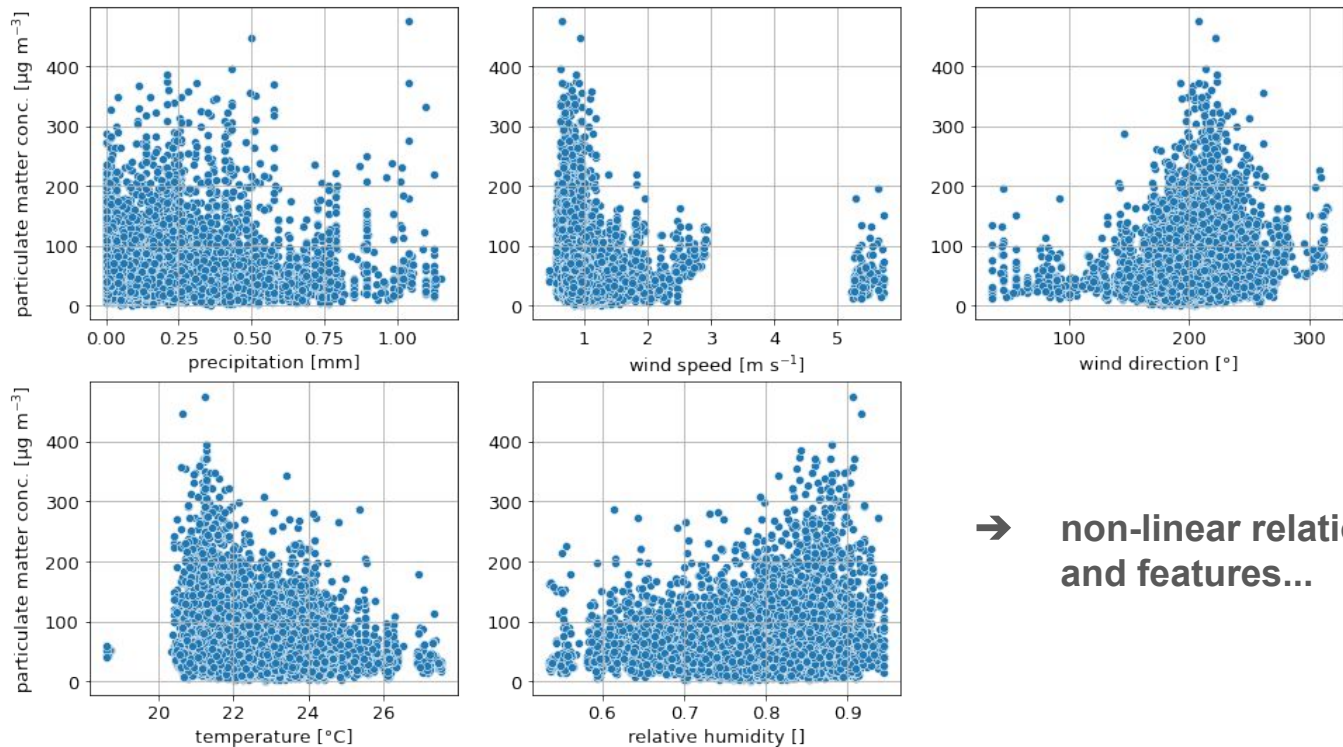 particulate matter conc. [µg m⁻³]
400
300
200
100
0
0.00 0.25 0.50 0.75 1.00
precipitation [mm]
400
300
200
100
0
1 2 3 4 5
wind speed [m s⁻¹]
400
300
200
100
0
100 200 300
wind direction [°]
particulate matter conc. [µg m⁻³]
400
300
200
100
0
20 22 24 26
temperature [°C]
400
300
200
100
0
0.6 0.7 0.8 0.9
relative humidity []
➔ non-linear
and features...